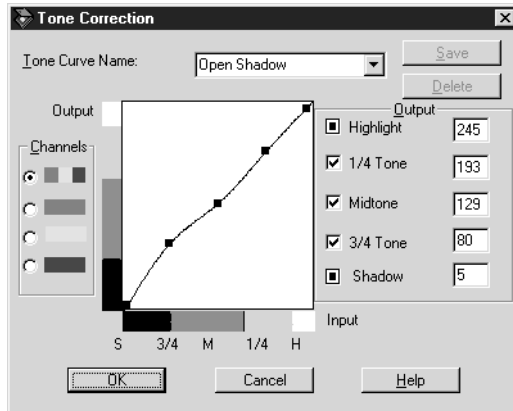 Tone Correction
Tone Curve Name:
Open Shadow
Save
Delete
Output
Channels
Output
Highlight 245
1/4 Tone 193
Midtone 129
3/4 Tone 80
Shadow 5
Input
S 3/4 M 1/4 H
OK Cancel Help